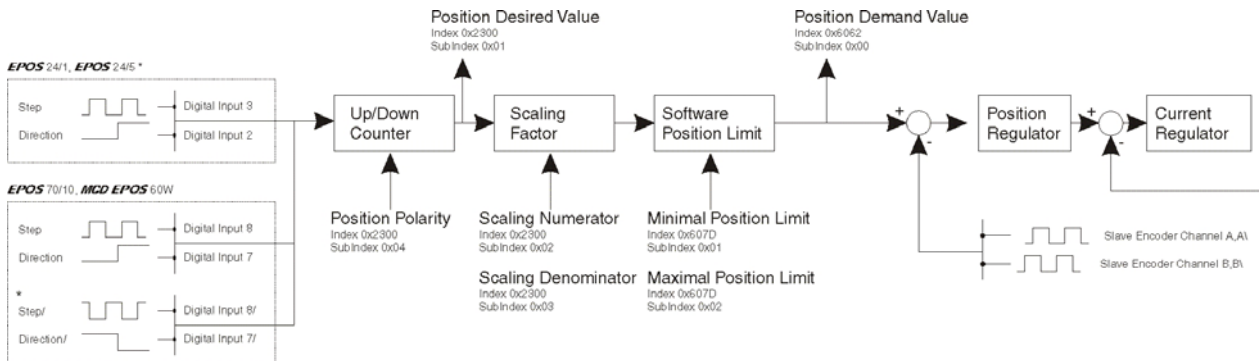 Position Desired Value
Index 0x2300
SubIndex 0x01
Position Demand Value
Index 0x6062
SubIndex 0x00
EPOS 24/1, EPOS 24/5 *
Step
Digital Input 3
Direction
Digital Input 2
Up/Down
Counter
Scaling
Factor
Software
Position Limit
+
-
Position
Regulator
+
-
Current
Regulator
EPOS 70/10, MCD EPOS 60W
Step
Digital Input 8
Direction
Digital Input 7
*
Step/
Digital Input 8/
Direction/
Digital Input 7/
Position Polarity
Index 0x2300
SubIndex 0x04
Scaling Numerator
Index 0x2300
SubIndex 0x02
Scaling Denominator
Index 0x2300
SubIndex 0x03
Minimal Position Limit
Index 0x607D
SubIndex 0x01
Maximal Position Limit
Index 0x607D
SubIndex 0x02
Slave Encoder Channel A,A\
Slave Encoder Channel B,B\